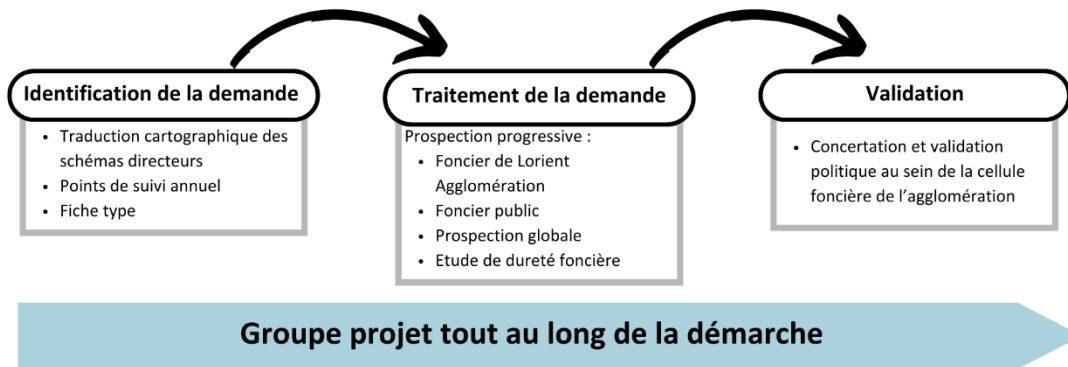 Identification de la demande
• Traduction cartographique des
schémas directeurs
• Points de suivi annuel
• Fiche type
Traitement de la demande
Prospection progressive :
• Foncier de Lorient
Agglomération
• Foncier public
• Prospection globale
• Etude de dureté foncière
Validation
• Concertation et validation
politique au sein de la cellule
foncière de l’agglomération
Groupe projet tout au long de la démarche